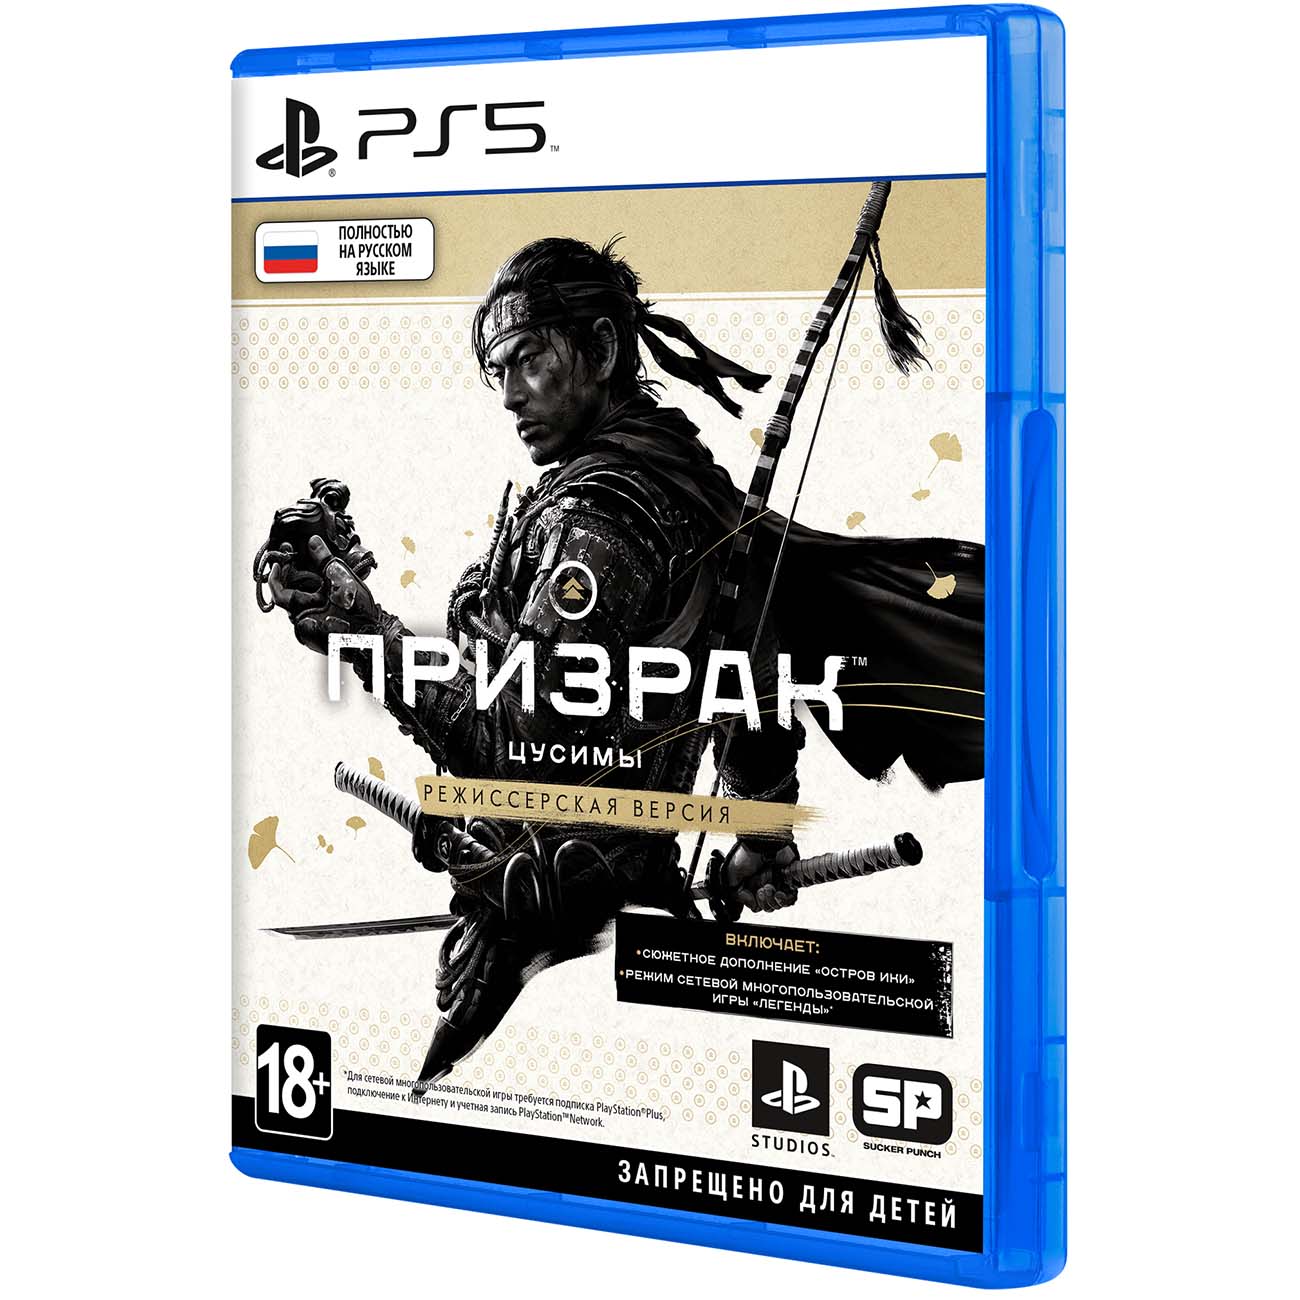 PS5™
ПОЛНОСТЬЮ
НА РУССКОМ
ЯЗЫКЕ
ПРИЗРАК™
ЦУСИМЫ
РЕЖИССЕРСКАЯ ВЕРСИЯ
ВКЛЮЧАЕТ:
•СЮЖЕТНОЕ ДОПОЛНЕНИЕ «ОСТРОВ ИКИ»
•РЕЖИМ СЕТЕВОЙ МНОГОПОЛЬЗОВАТЕЛЬСКОЙ
ИГРЫ «ЛЕГЕНДЫ»*
18+
*Для сетевой многопользовательской игры требуется подписка PlayStation®Plus,
подключение к Интернету и учетная запись PlayStation™Network.
STUDIOS™
SP
SUCKER PUNCH
ЗАПРЕЩЕНО ДЛЯ ДЕТЕЙ